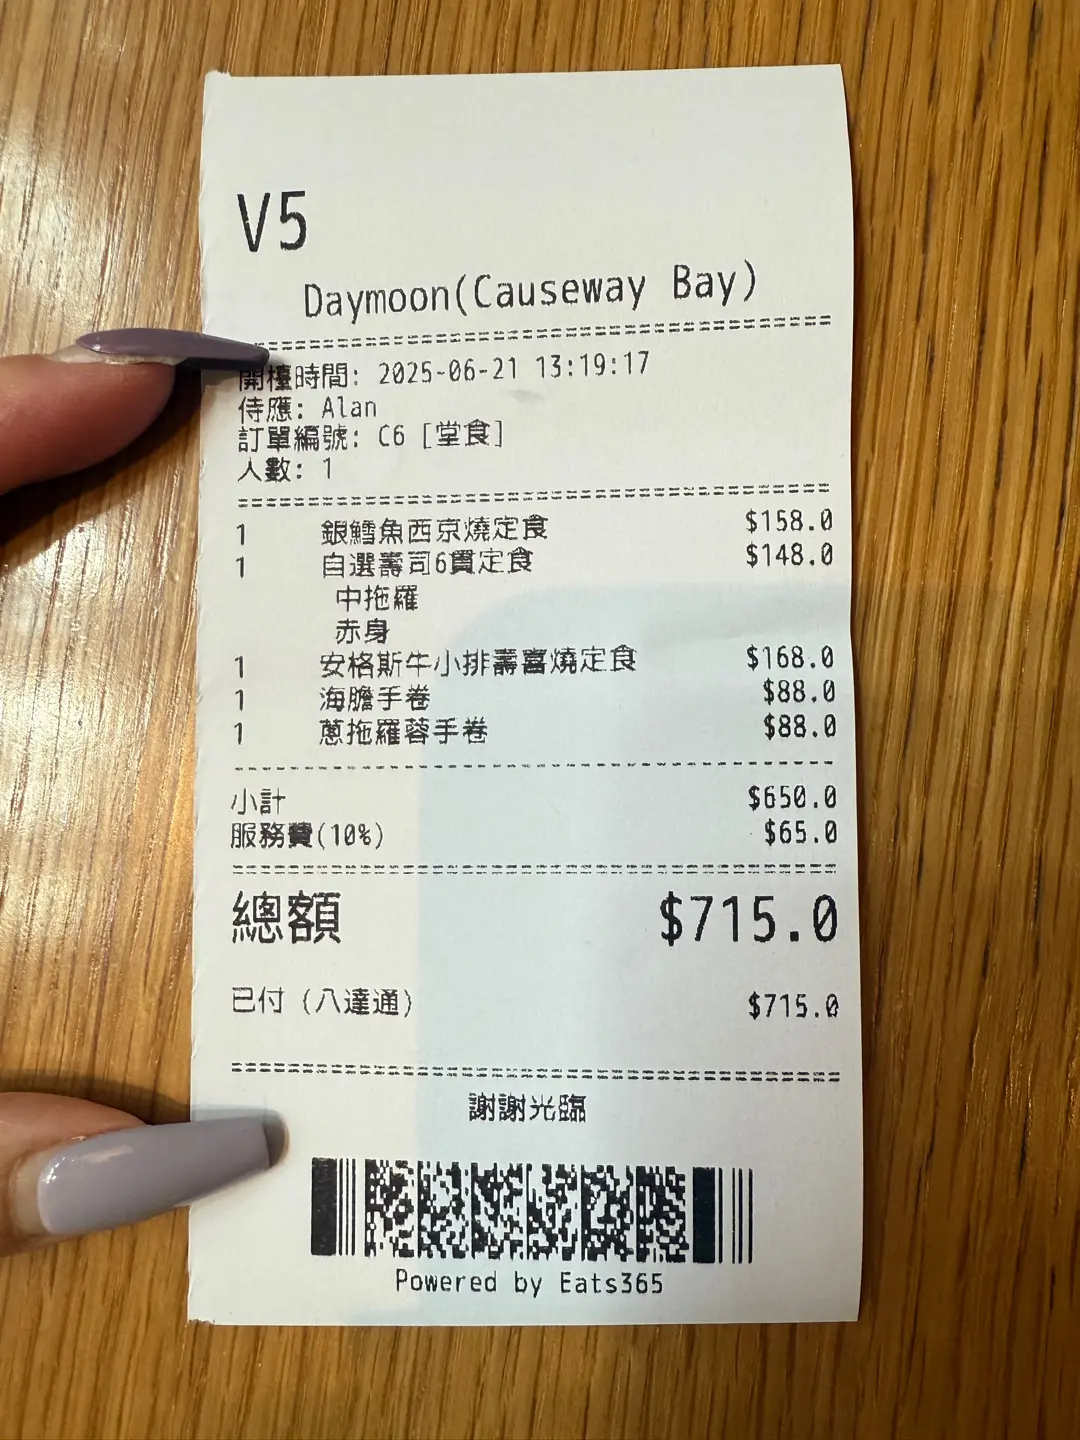 V5
Daymoon(Causeway Bay)
開檯時間: 2025-06-21 13:19:17
侍應: Alan
訂單編號: C6 [堂食]
人數: 1
1 銀鱈魚西京燒定食 $158.0
1 自選壽司6貫定食 $148.0
中拖羅
赤身
1 安格斯牛小排壽喜燒定食 $168.0
1 海膽手卷 $88.0
1 蔥拖羅蓉手卷 $88.0
小計 $650.0
服務費(10%) $65.0
總額 $715.0
已付 (八達通) $715.0
謝謝光臨
Powered by Eats365